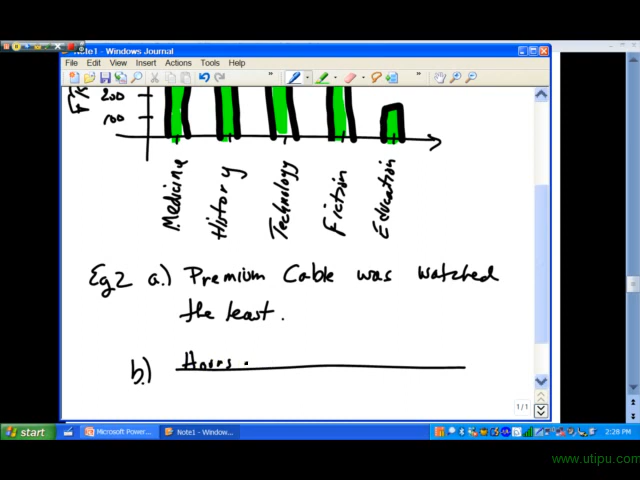 Note1 - Windows Journal
File Edit View Insert Actions Tools Help
200
100
Medicine
History
Technology
Fiction
Education
Eg2 a.) Premium Cable was watched
the least.
b.) Hours
1/1
start Microsoft Power... Note1 - Window... 2:28 PM
www.utipu.com